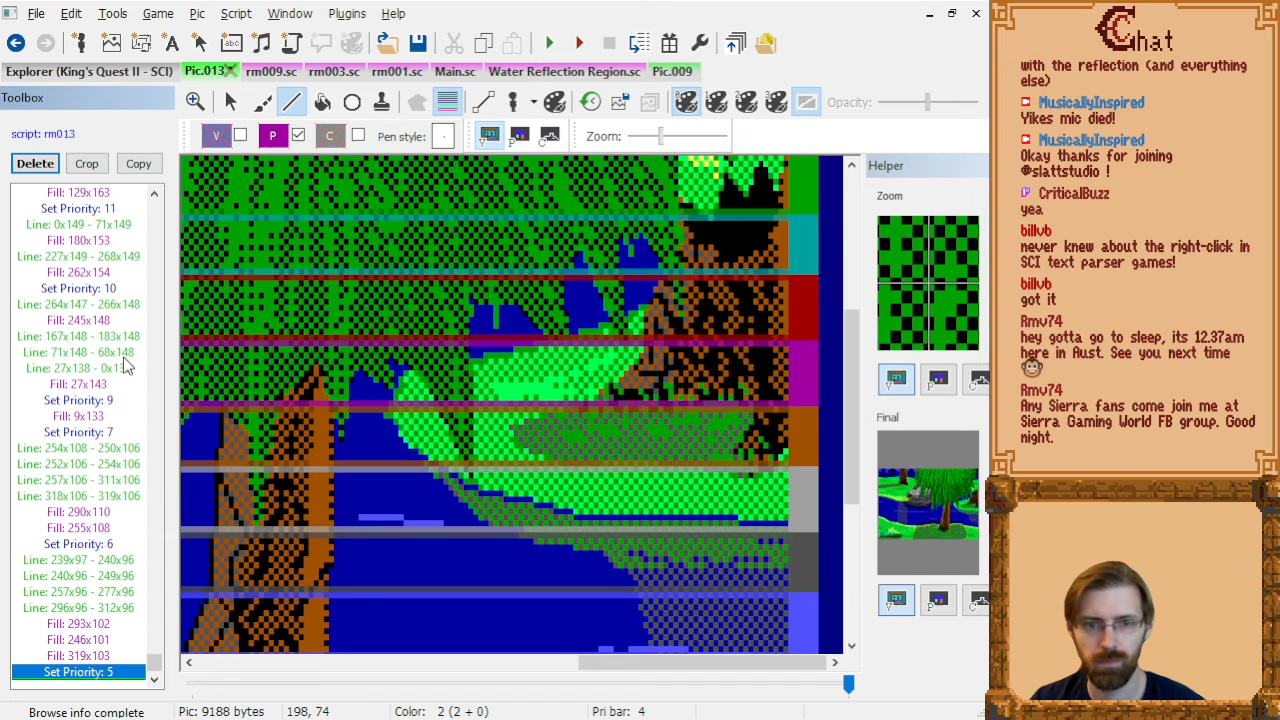 File Edit Tools Game Pic Script Window Plugins Help
Explorer (King's Quest II - SCI) Pic.013 rm009.sc rm003.sc rm001.sc Main.sc Water Reflection Region.sc Pic.009
Toolbox
Opacity:
script: rm013
V P C Pen style: V P C Zoom:
Delete Crop Copy
Fill: 129x163
Set Priority: 11
Line: 0x149 - 71x149
Fill: 180x153
Line: 227x149 - 268x149
Fill: 262x154
Set Priority: 10
Line: 264x147 - 266x148
Fill: 245x148
Line: 167x148 - 183x148
Line: 71x148 - 68x148
Line: 27x138 - 0x13
Fill: 27x143
Set Priority: 9
Fill: 9x133
Set Priority: 7
Line: 254x108 - 250x106
Line: 252x106 - 254x106
Line: 257x106 - 311x106
Line: 318x106 - 319x106
Fill: 290x110
Fill: 255x108
Set Priority: 6
Line: 239x97 - 240x96
Line: 240x96 - 249x96
Line: 257x96 - 277x96
Line: 296x96 - 312x96
Fill: 293x102
Fill: 246x101
Fill: 319x103
Set Priority: 5
Helper
Zoom
V P C
Final
V P C
Browse info complete Pic: 9188 bytes 198, 74 Color: 2 (2 + 0) Pri bar: 4
Chat
with the reflection (and everything
else)
MusicallyInspired
Yikes mic died!
MusicallyInspired
Okay thanks for joining
@slattstudio !
CriticalBuzz
yea
billvb
never knew about the right-click in
SCI text parser games!
billvb
got it
Rmv74
hey gotta go to sleep, its 12.37am
here in Aust. See you next time
Rmv74
Any Sierra fans come join me at
Sierra Gaming World FB group. Good
night.